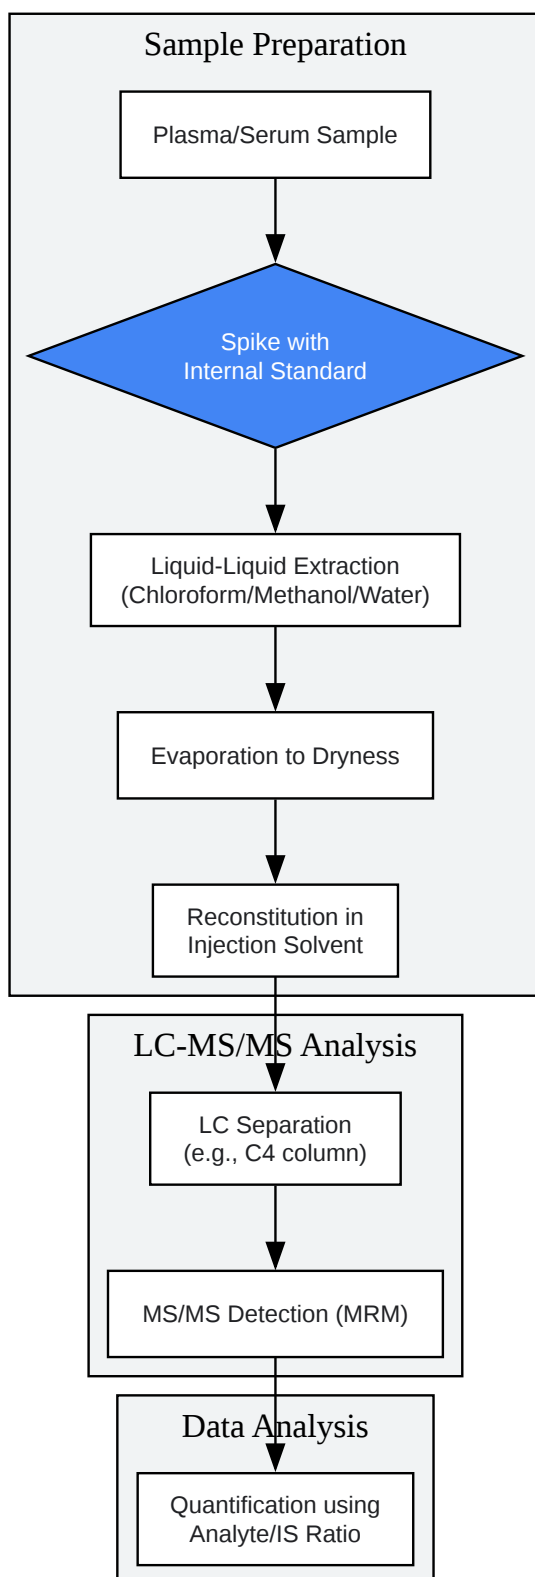 Sample Preparation
Plasma/Serum Sample
Spike with
Internal Standard
Liquid-Liquid Extraction
(Chloroform/Methanol/Water)
Evaporation to Dryness
Reconstitution in
Injection Solvent
LC-MS/MS Analysis
LC Separation
(e.g., C4 column)
MS/MS Detection (MRM)
Data Analysis
Quantification using
Analyte/IS Ratio